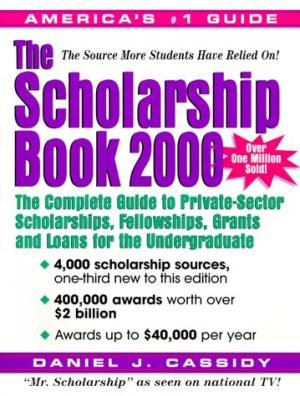 AMERICA'S #1 GUIDE
The
The Source More Students Have Relied On!
Scholarship
Book 2000
Over
One Million
Sold!
The Complete Guide to Private-Sector
Scholarships, Fellowships, Grants
and Loans for the Undergraduate
◆ 4,000 scholarship sources,
one-third new to this edition
◆ 400,000 awards worth over
$2 billion
◆ Awards up to $40,000 per year
DANIEL J. CASSIDY
"Mr. Scholarship" as seen on national TV!